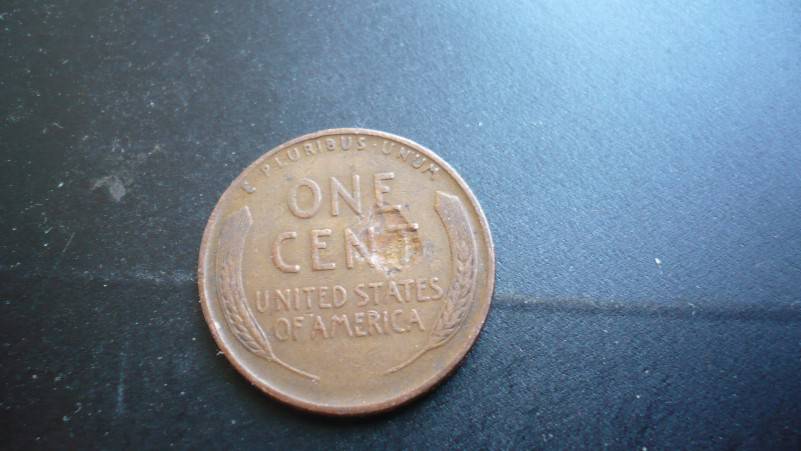 E·PLURIBUS·UNUM
ONE
CENT
UNITED STATES
OF AMERICA